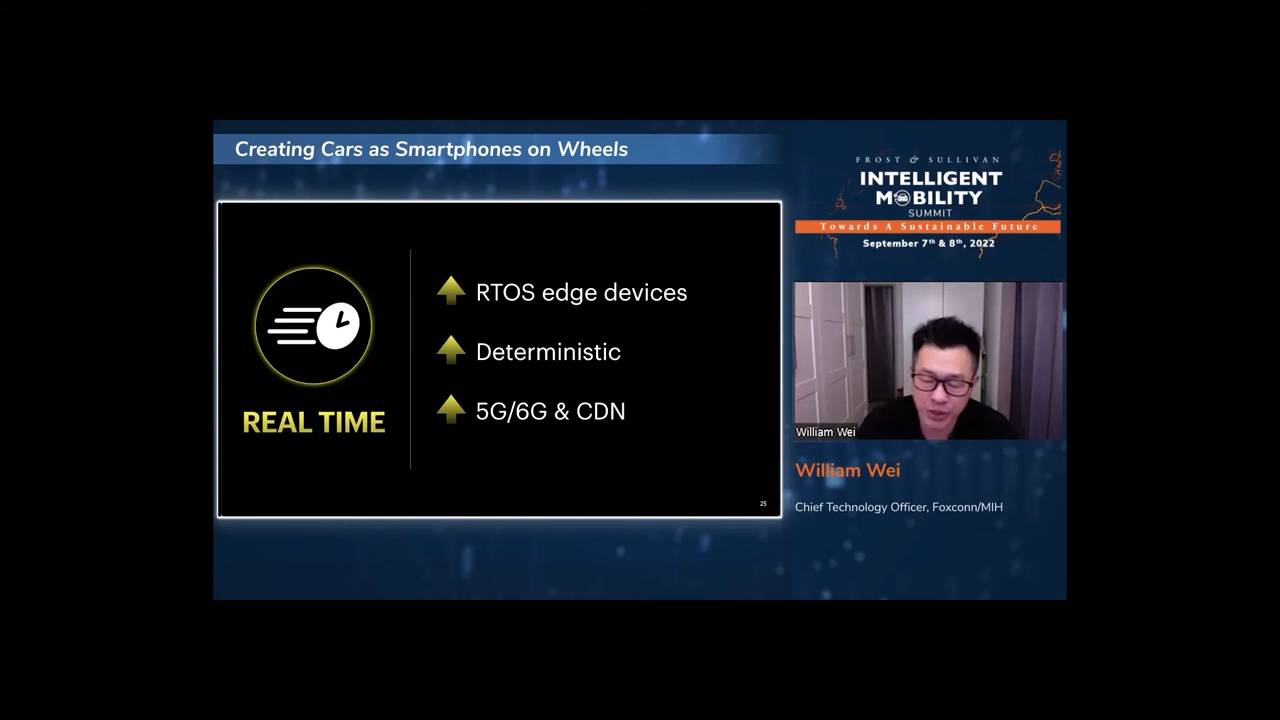 Creating Cars as Smartphones on Wheels
REAL TIME
RTOS edge devices
Deterministic
5G/6G & CDN
25
FROST & SULLIVAN
INTELLIGENT
MOBILITY
SUMMIT
Towards A Sustainable Future
September 7th & 8th, 2022
William Wei
William Wei
Chief Technology Officer, Foxconn/MIH